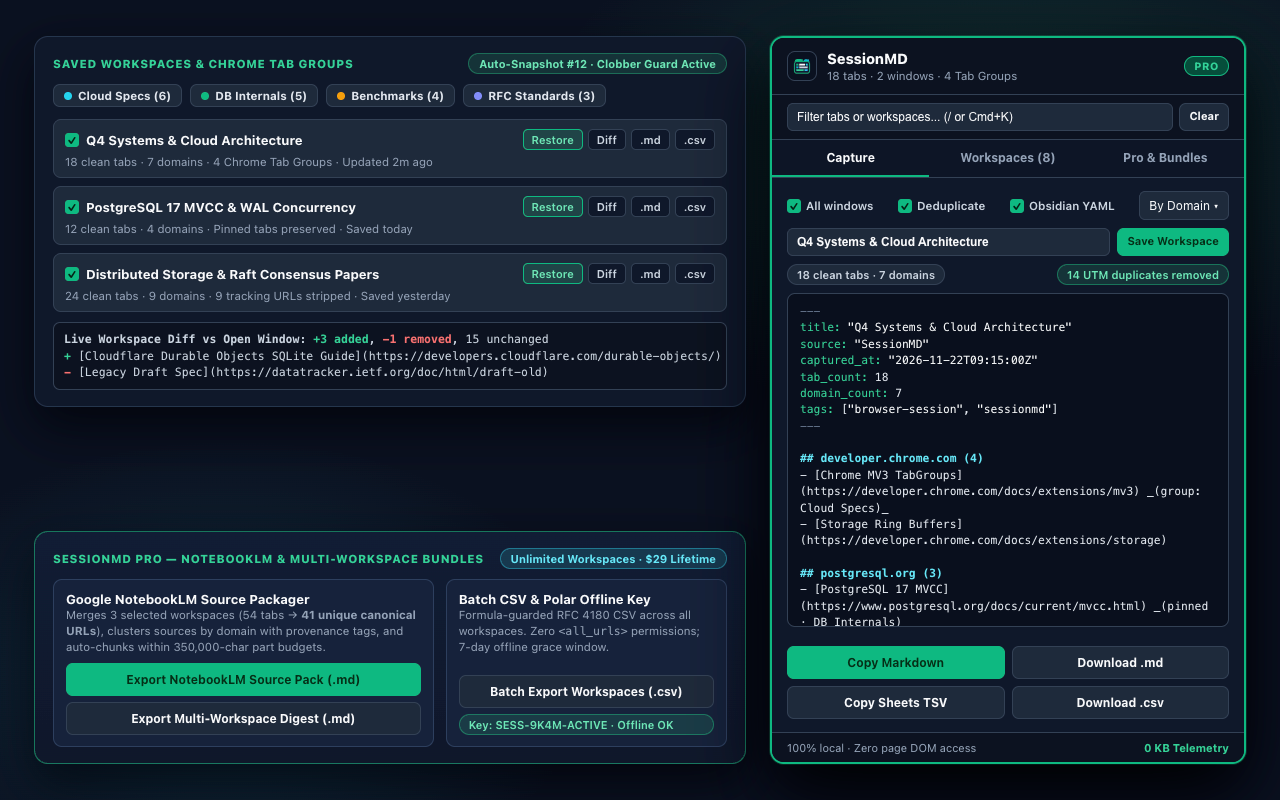 SAVED WORKSPACES & CHROME TAB GROUPS
Auto-Snapshot #12 · Clobber Guard Active
Cloud Specs (6)
DB Internals (5)
Benchmarks (4)
RFC Standards (3)
Q4 Systems & Cloud Architecture
Restore
Diff
.md
.csv
18 clean tabs · 7 domains · 4 Chrome Tab Groups · Updated 2m ago
PostgreSQL 17 MVCC & WAL Concurrency
Restore
Diff
.md
.csv
12 clean tabs · 4 domains · Pinned tabs preserved · Saved today
Distributed Storage & Raft Consensus Papers
Restore
Diff
.md
.csv
24 clean tabs · 9 domains · 9 tracking URLs stripped · Saved yesterday
Live Workspace Diff vs Open Window: +3 added, −1 removed, 15 unchanged
+ [Cloudflare Durable Objects SQLite Guide](https://developers.cloudflare.com/durable-objects/)
− [Legacy Draft Spec](https://datatracker.ietf.org/doc/html/draft-old)
SESSIONMD PRO — NOTEBOOKLM & MULTI-WORKSPACE BUNDLES
Unlimited Workspaces · $29 Lifetime
Google NotebookLM Source Packager
Merges 3 selected workspaces (54 tabs → 41 unique canonical
URLs), clusters sources by domain with provenance tags, and
auto-chunks within 350,000-char part budgets.
Export NotebookLM Source Pack (.md)
Export Multi-Workspace Digest (.md)
Batch CSV & Polar Offline Key
Formula-guarded RFC 4180 CSV across all
workspaces. Zero <all_urls> permissions;
7-day offline grace window.
Batch Export Workspaces (.csv)
Key: SESS-9K4M-ACTIVE · Offline OK
SessionMD
18 tabs · 2 windows · 4 Tab Groups
PRO
Filter tabs or workspaces... (/ or Cmd+K)
Clear
Capture
Workspaces (8)
Pro & Bundles
All windows
Deduplicate
Obsidian YAML
By Domain ▾
Q4 Systems & Cloud Architecture
Save Workspace
18 clean tabs · 7 domains
14 UTM duplicates removed
---
title: "Q4 Systems & Cloud Architecture"
source: "SessionMD"
captured_at: "2026-11-22T09:15:00Z"
tab_count: 18
domain_count: 7
tags: ["browser-session", "sessionmd"]
---
## developer.chrome.com (4)
- [Chrome MV3 TabGroups]
(https://developer.chrome.com/docs/extensions/mv3) _(group:
Cloud Specs)_
- [Storage Ring Buffers]
(https://developer.chrome.com/docs/extensions/storage)
## postgresql.org (3)
- [PostgreSQL 17 MVCC]
(https://www.postgresql.org/docs/current/mvcc.html) _(pinned
· DB Internals)
Copy Markdown
Download .md
Copy Sheets TSV
Download .csv
100% local · Zero page DOM access
0 KB Telemetry